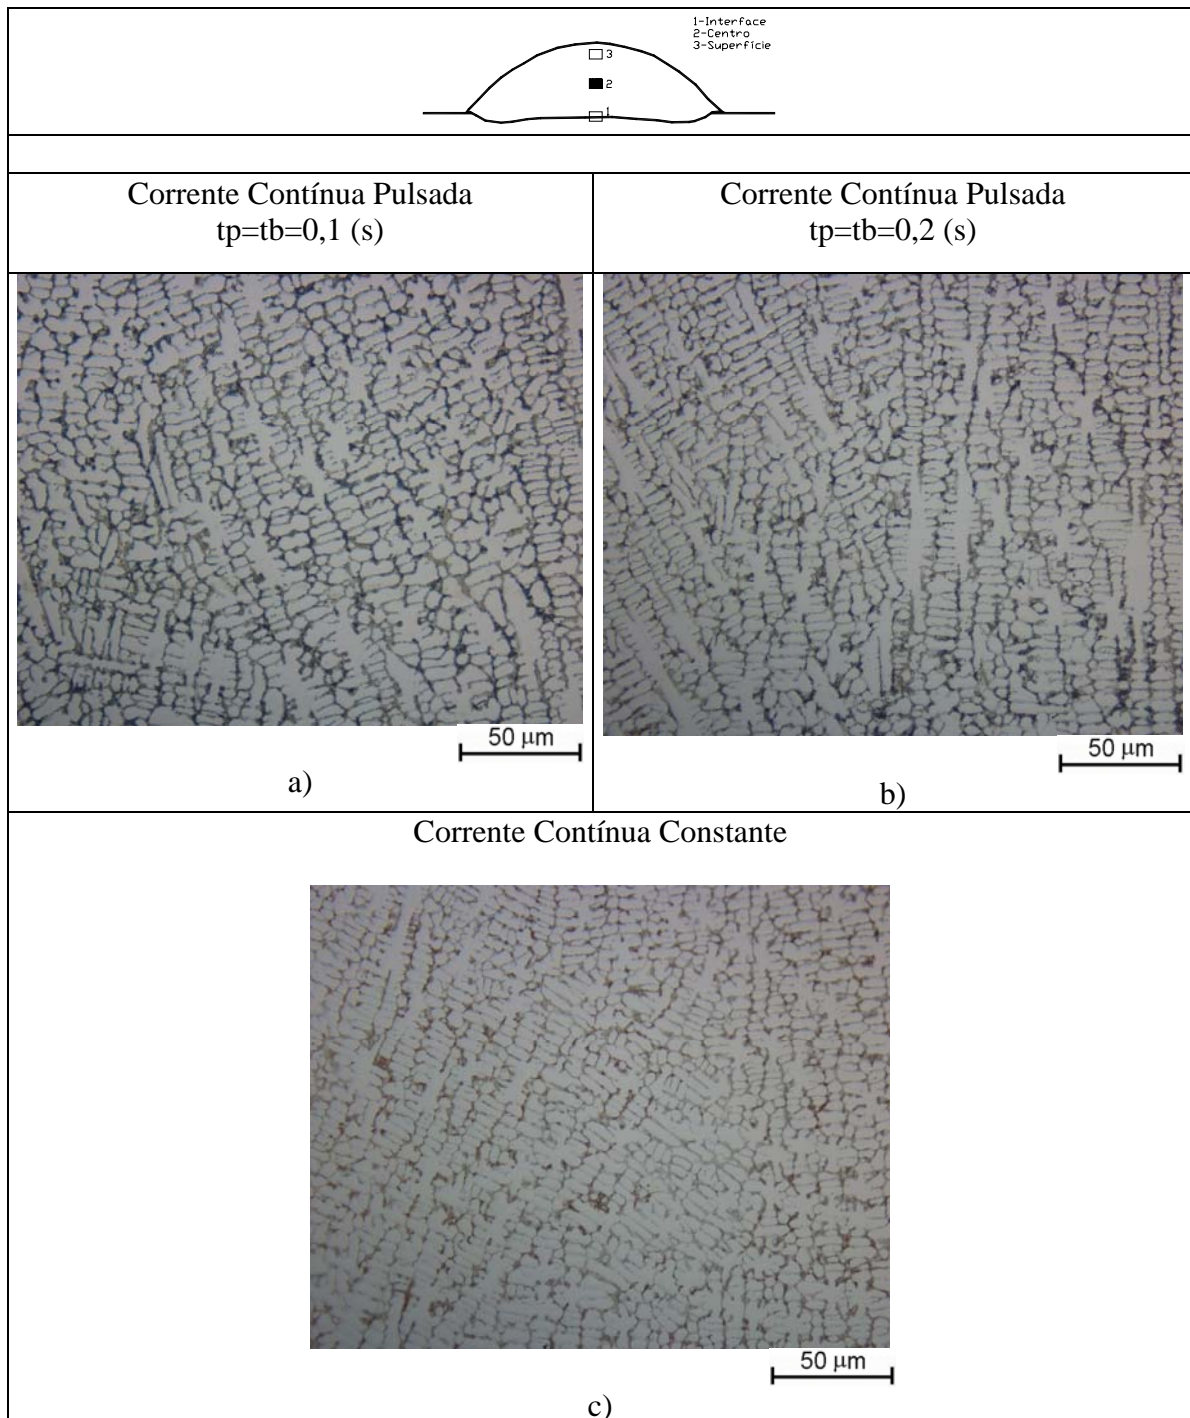 1-Interface
2-Centro
3-Superfície
3
2
1
Corrente Contínua Pulsada
tp=tb=0,1 (s)
Corrente Contínua Pulsada
tp=tb=0,2 (s)
50 μm
a)
50 μm
b)
Corrente Contínua Constante
50 μm
c)